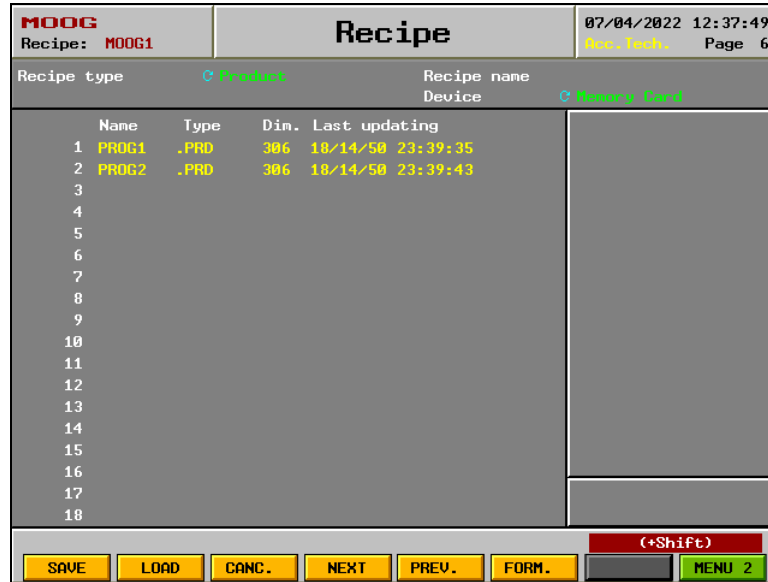 MOOG
Recipe: MOOG1
Recipe
07/04/2022 12:37:49
Acc.Tech. Page 6
Recipe type Product Recipe name
Device Memory Card
Name Type Dim. Last updating
1 PROG1 .PRD 306 18/14/50 23:39:35
2 PROG2 .PRD 306 18/14/50 23:39:43
3
4
5
6
7
8
9
10
11
12
13
14
15
16
17
18
(+Shift)
SAVE LOAD CANC. NEXT PREV. FORM. MENU 2